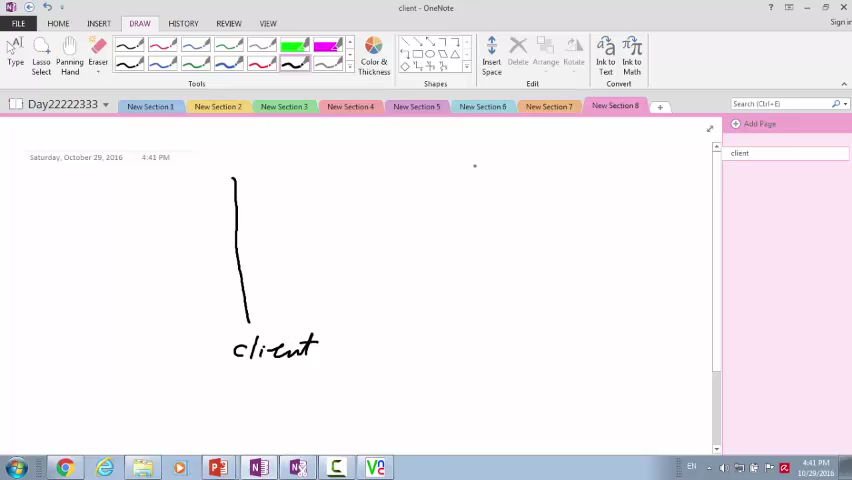 client - OneNote
FILE HOME INSERT DRAW HISTORY REVIEW VIEW
Sign in
Type Lasso Select Panning Hand Eraser Color & Thickness Insert Space Delete Arrange Rotate Ink to Text Ink to Math
Tools Shapes Edit Convert
Day22222333 New Section 1 New Section 2 New Section 3 New Section 4 New Section 5 New Section 6 New Section 7 New Section 8 Search (Ctrl+E)
Add Page
client
Saturday, October 29, 2016 4:41 PM
client
EN 4:41 PM
10/29/2016